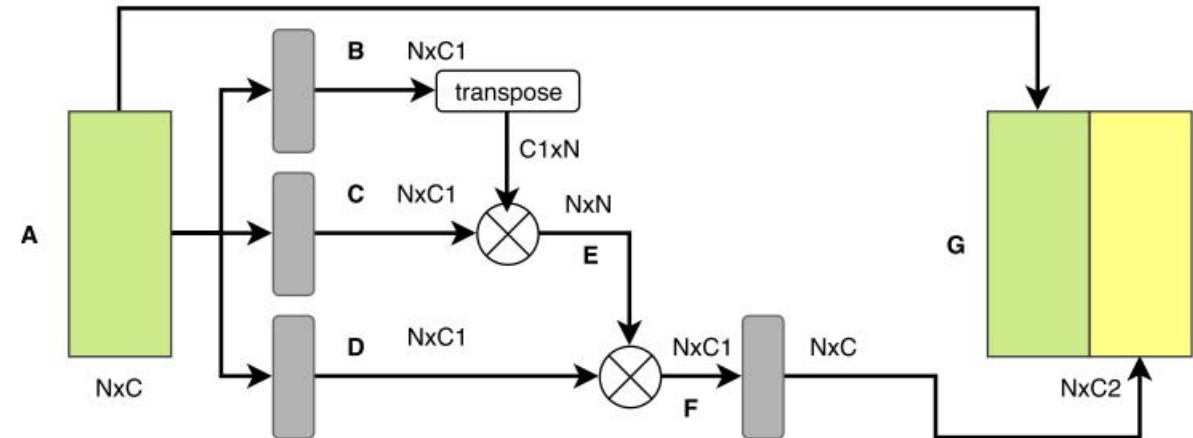 B NxC1
transpose
C1xN
C NxC1
NxN
A
E
G
D NxC1
NxC1
NxC
NxC
F
NxC2